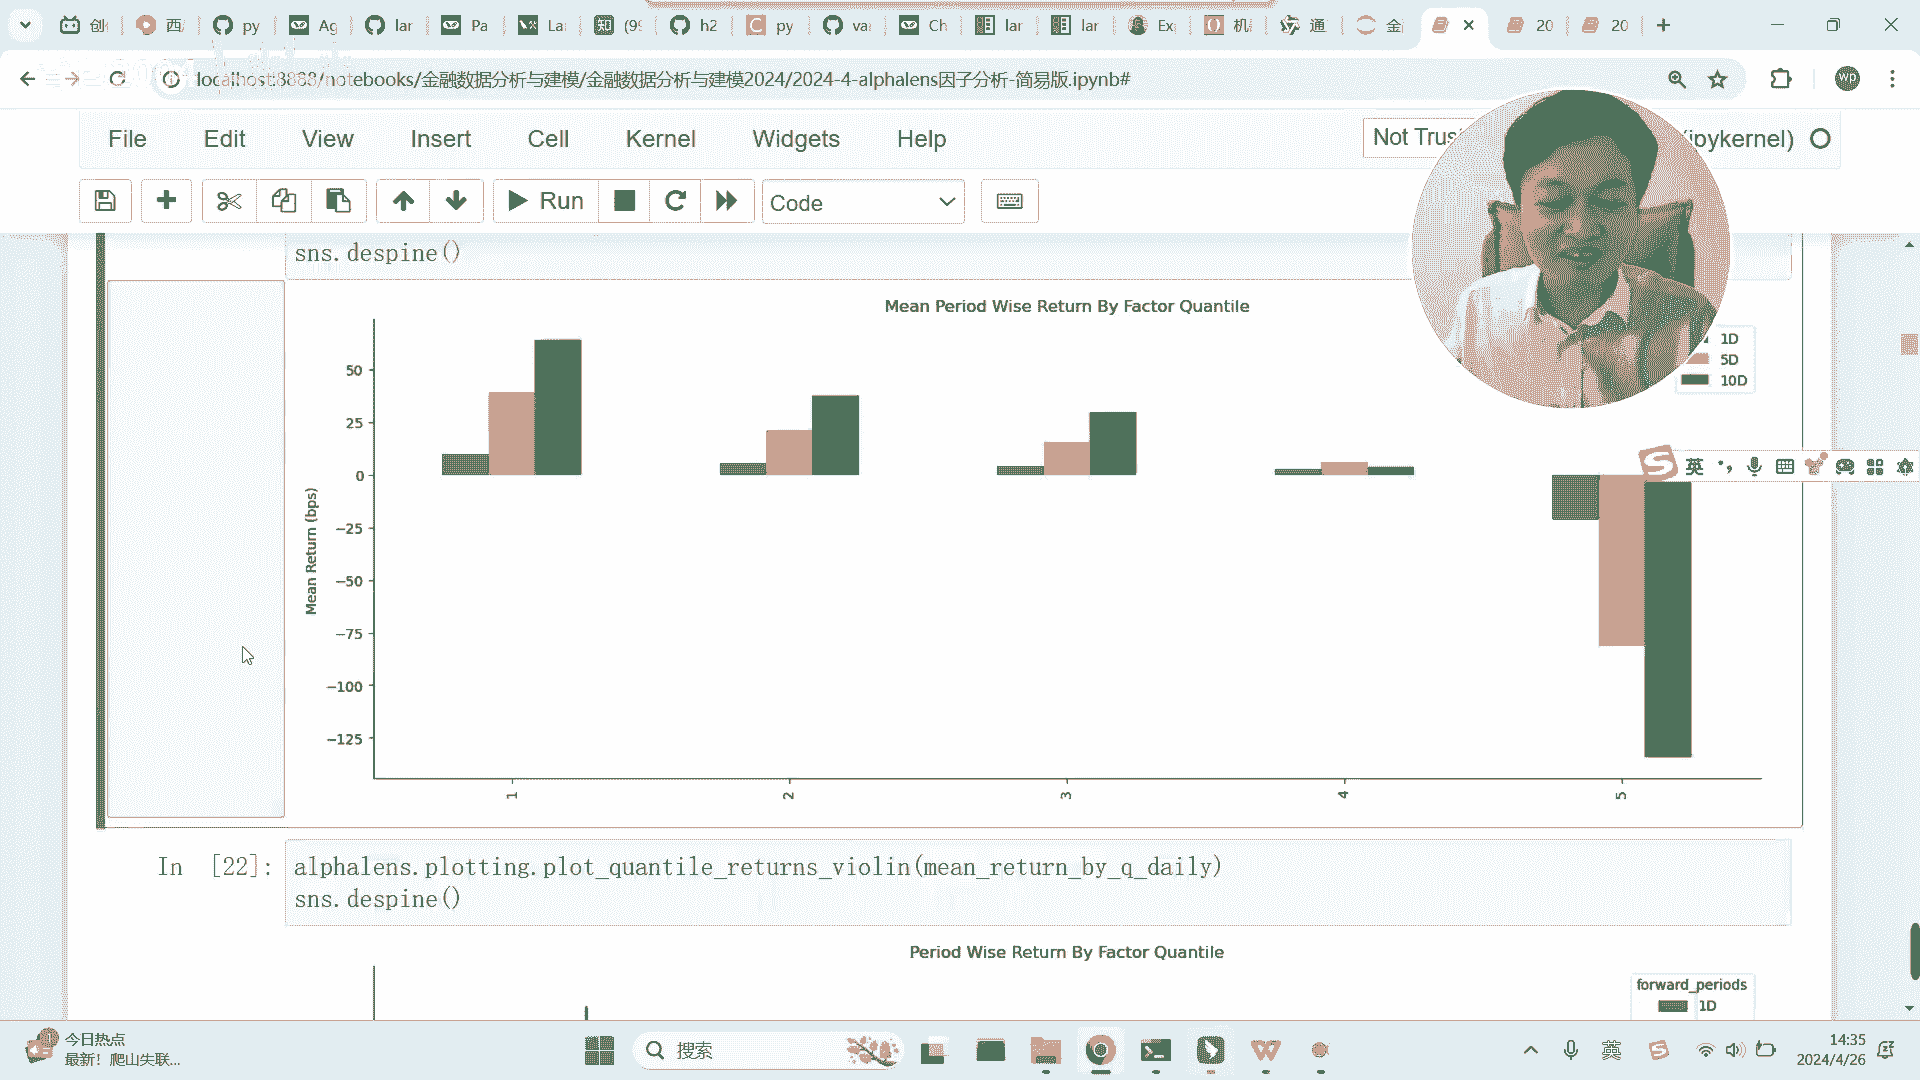 创
西
py
Ag
lar
Pa
La
知 (9
h2
py
va
Ch
lar
lar
Ex
机
通
金
20
20
localhost:8888/notebooks/金融数据分析与建模/金融数据分析与建模2024/2024-4-alphalens因子分析-简易版.ipynb#
wp
File Edit View Insert Cell Kernel Widgets Help
Not Trus
(ipykernel)
Run
Code
sns.despine()
Mean Period Wise Return By Factor Quantile
1D
5D
10D
50
25
0
−25
−50
−75
−100
−125
Mean Return (bps)
1 2 3 4 5
英
In [22]:
alphalens.plotting.plot_quantile_returns_violin(mean_return_by_q_daily)
sns.despine()
Period Wise Return By Factor Quantile
forward_periods
1D
今日热点
最新！爬山失联...
搜索
英
14:35
2024/4/26